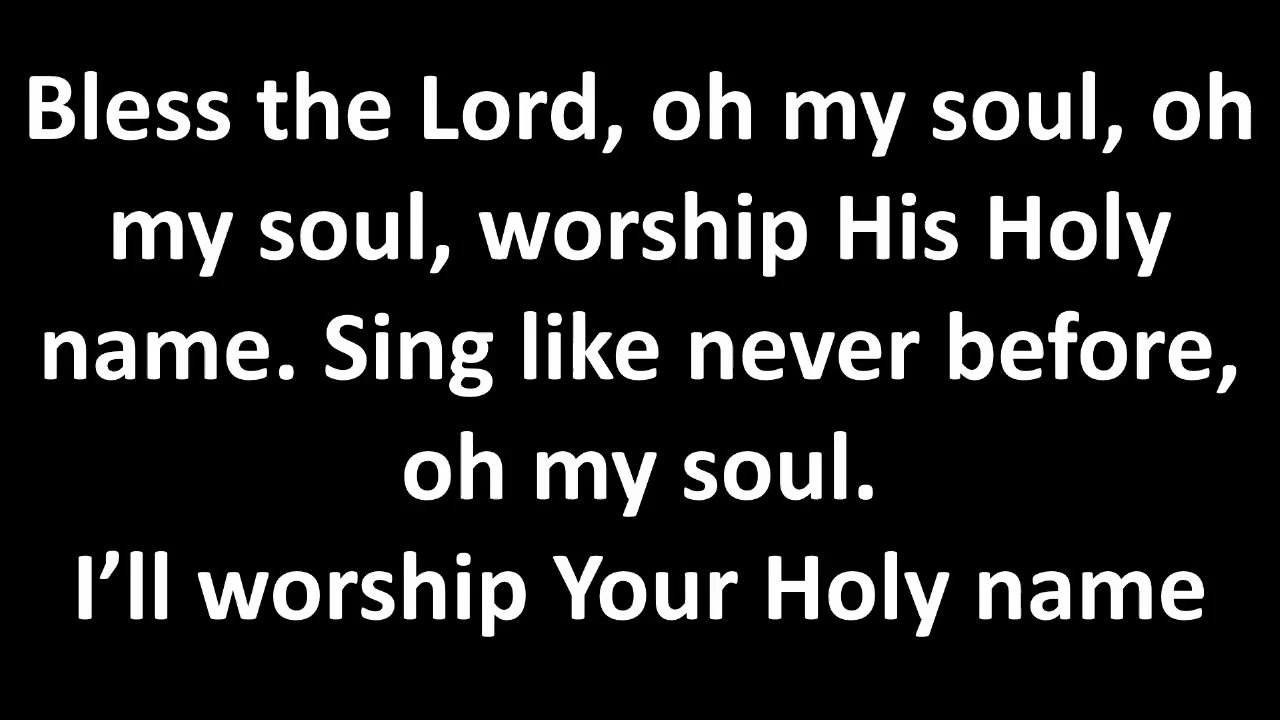 Bless the Lord, oh my soul, oh
my soul, worship His Holy
name. Sing like never before,
oh my soul.
I’ll worship Your Holy name